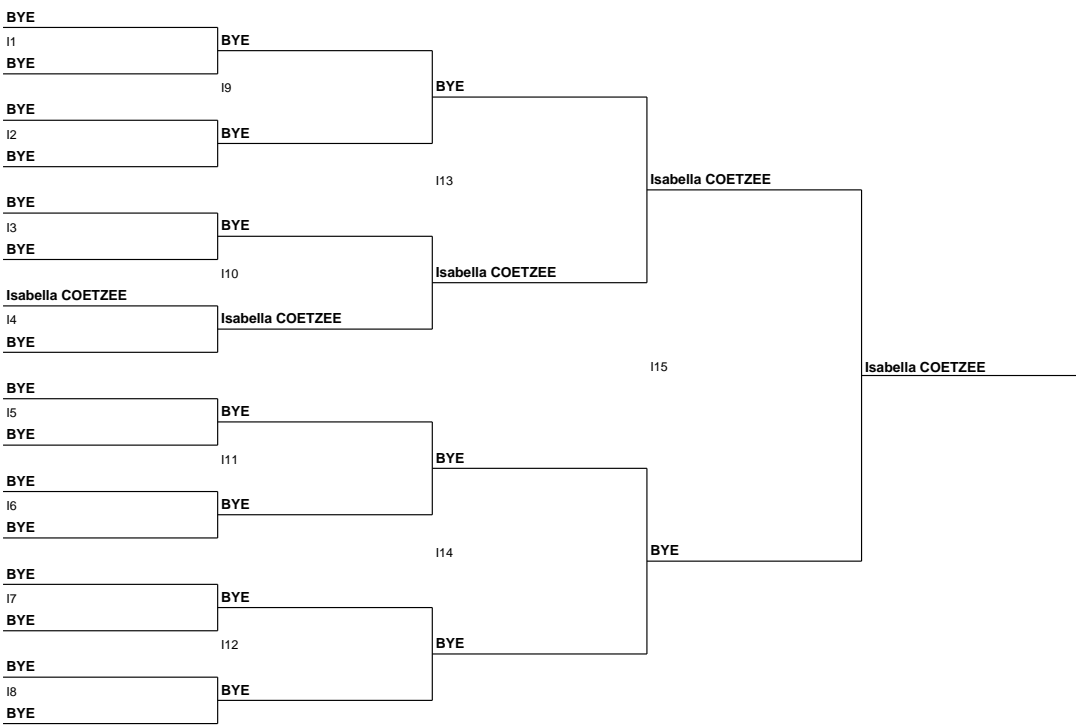 BYE
I1
BYE
BYE
I9
BYE
BYE
I2
BYE
BYE
I13
Isabella COETZEE
BYE
I3
BYE
BYE
I10
Isabella COETZEE
Isabella COETZEE
I4
Isabella COETZEE
BYE
I15
Isabella COETZEE
BYE
I5
BYE
BYE
I11
BYE
BYE
I6
BYE
BYE
I14
BYE
BYE
I7
BYE
BYE
I12
BYE
BYE
I8
BYE
BYE